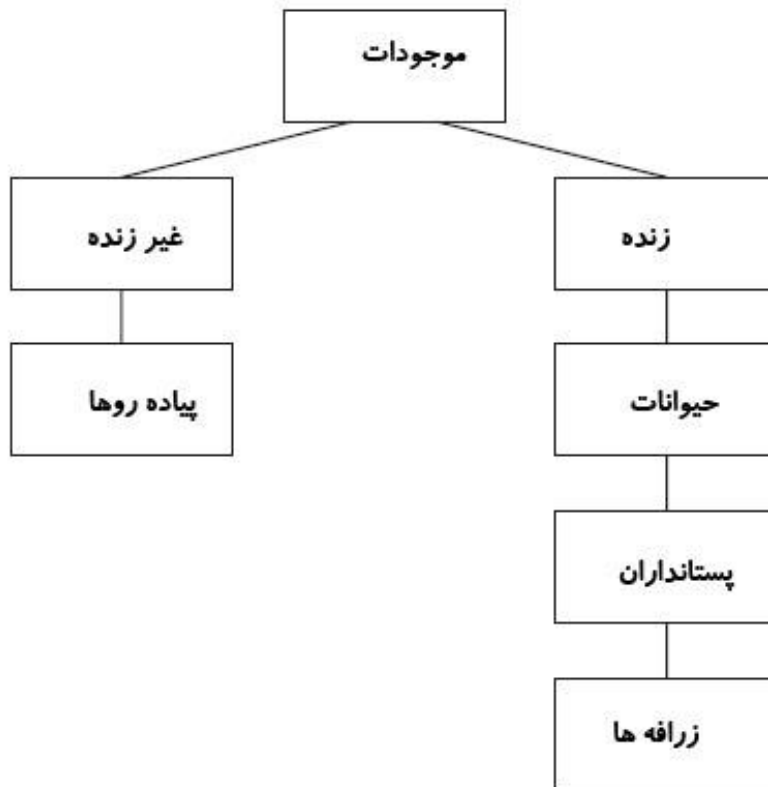 موجودات
زنده
غیر زنده
حیوانات
پیاده روها
پستانداران
زرافه ها